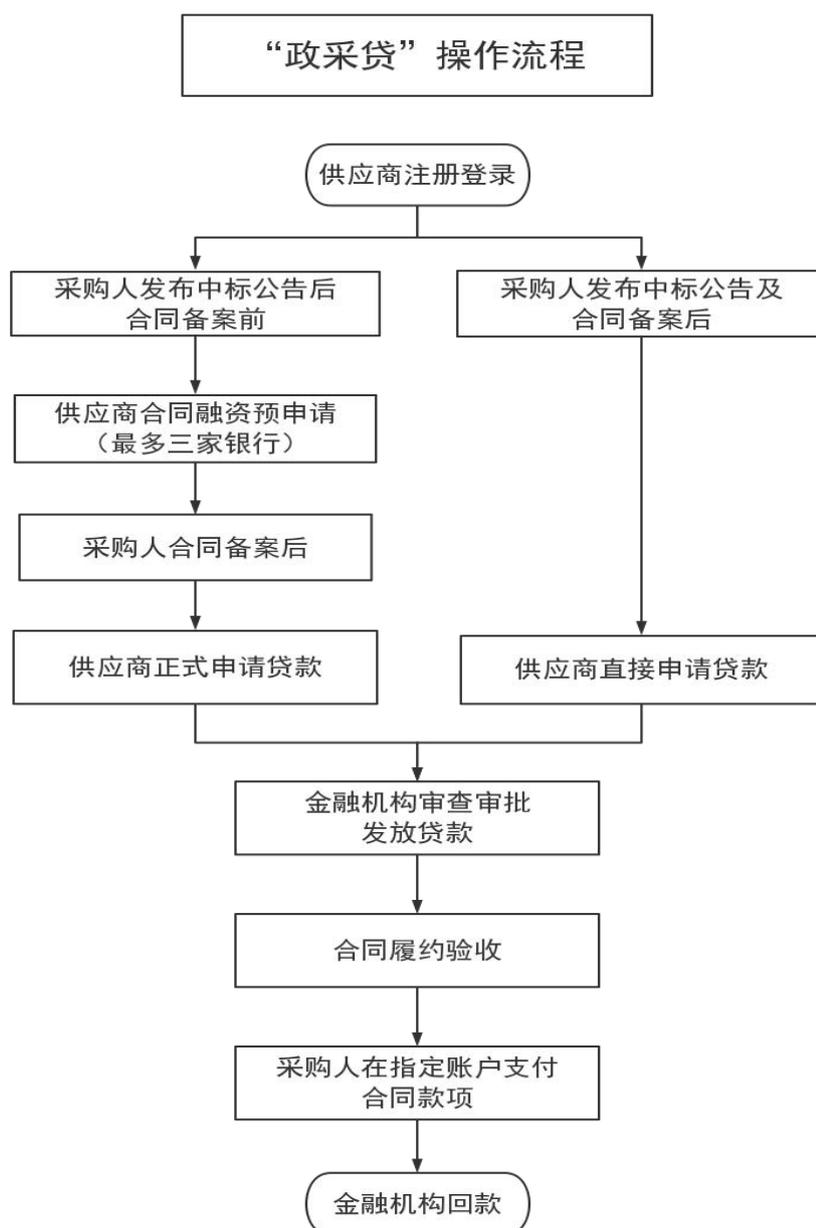 “政采贷”操作流程
供应商注册登录
采购人发布中标公告后
合同备案前
采购人发布中标公告及
合同备案后
供应商合同融资预申请
（最多三家银行）
采购人合同备案后
供应商正式申请贷款
供应商直接申请贷款
金融机构审查审批
发放贷款
合同履约验收
采购人在指定账户支付
合同款项
金融机构回款